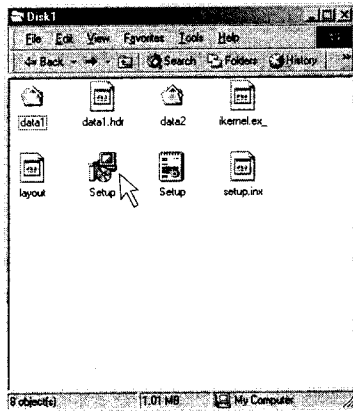 Disk1
File Edit View Favorites Tools Help
Back Search Folders History
data1 data1.hdr data2 ikernel.ex_
layout Setup Setup setup.inx
8 object(s) 1.01 MB My Computer